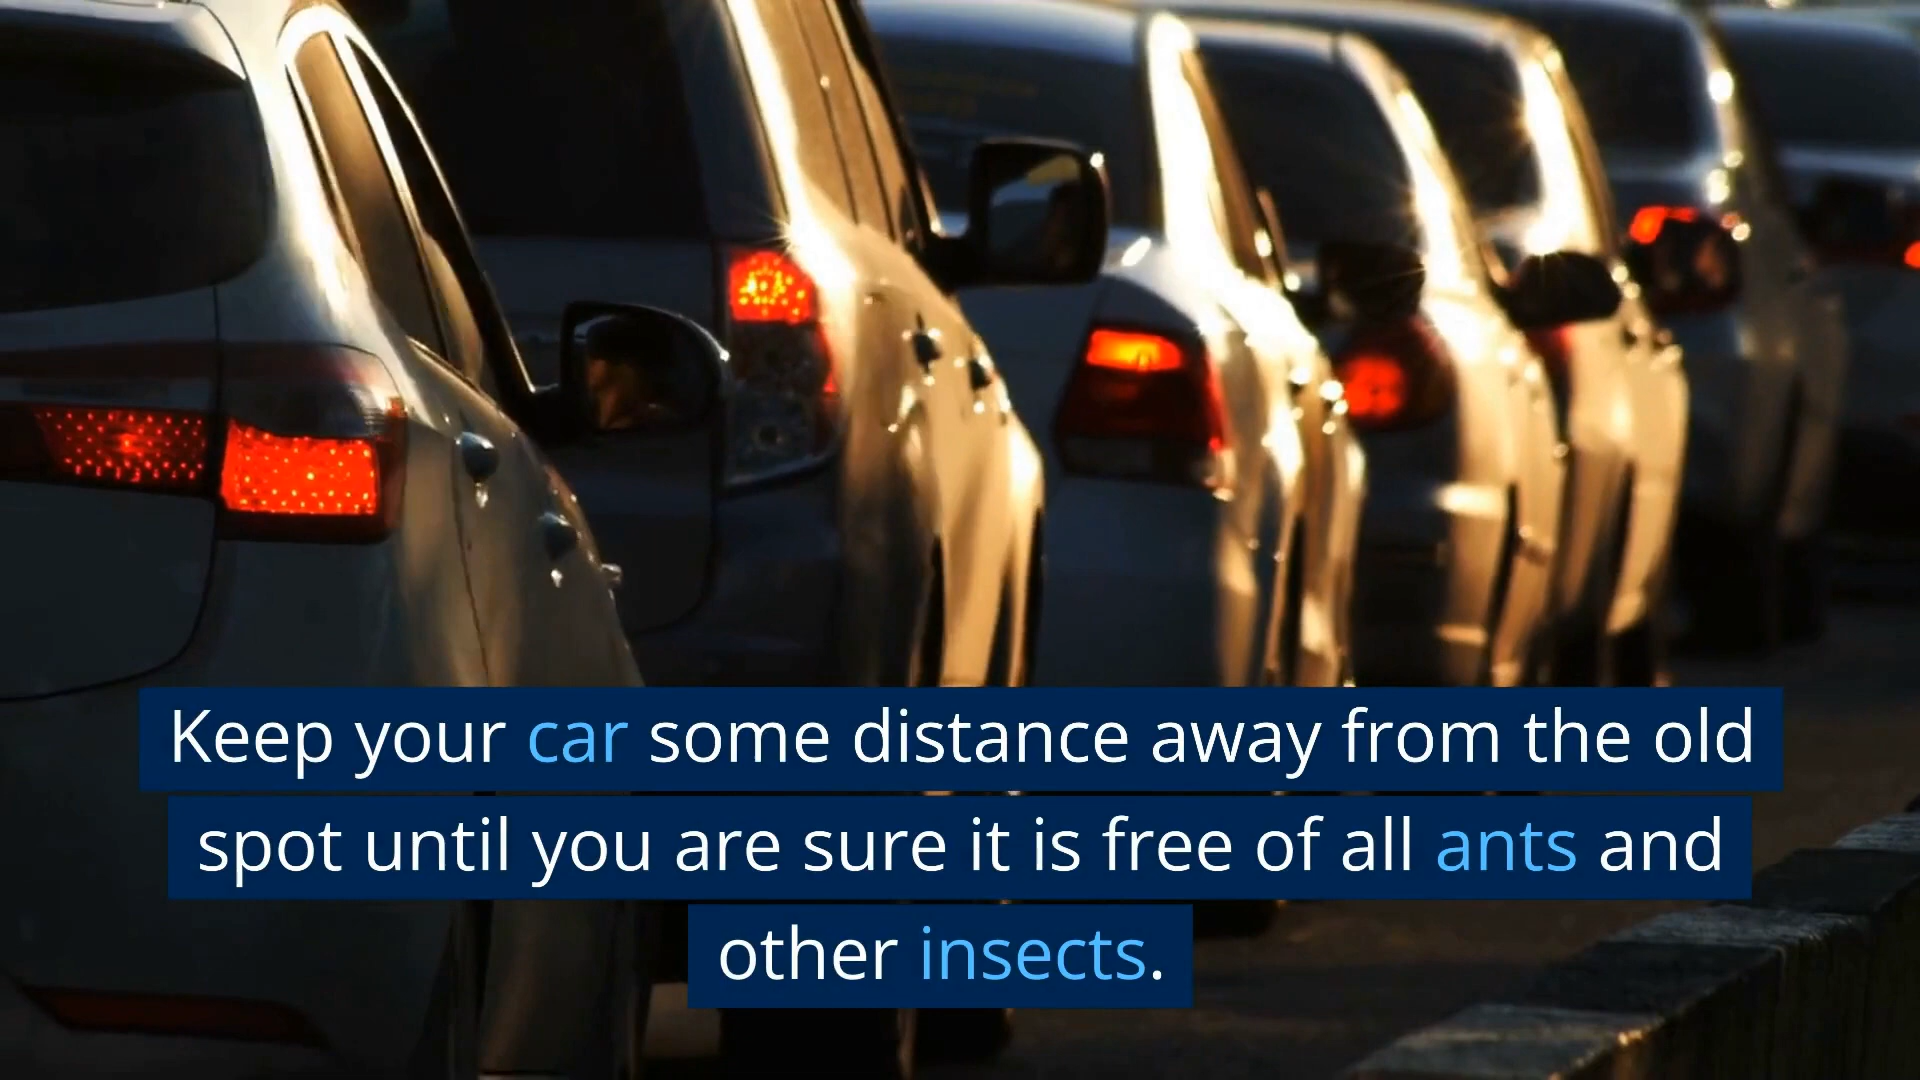 Keep your car some distance away from the old
spot until you are sure it is free of all ants and
other insects.